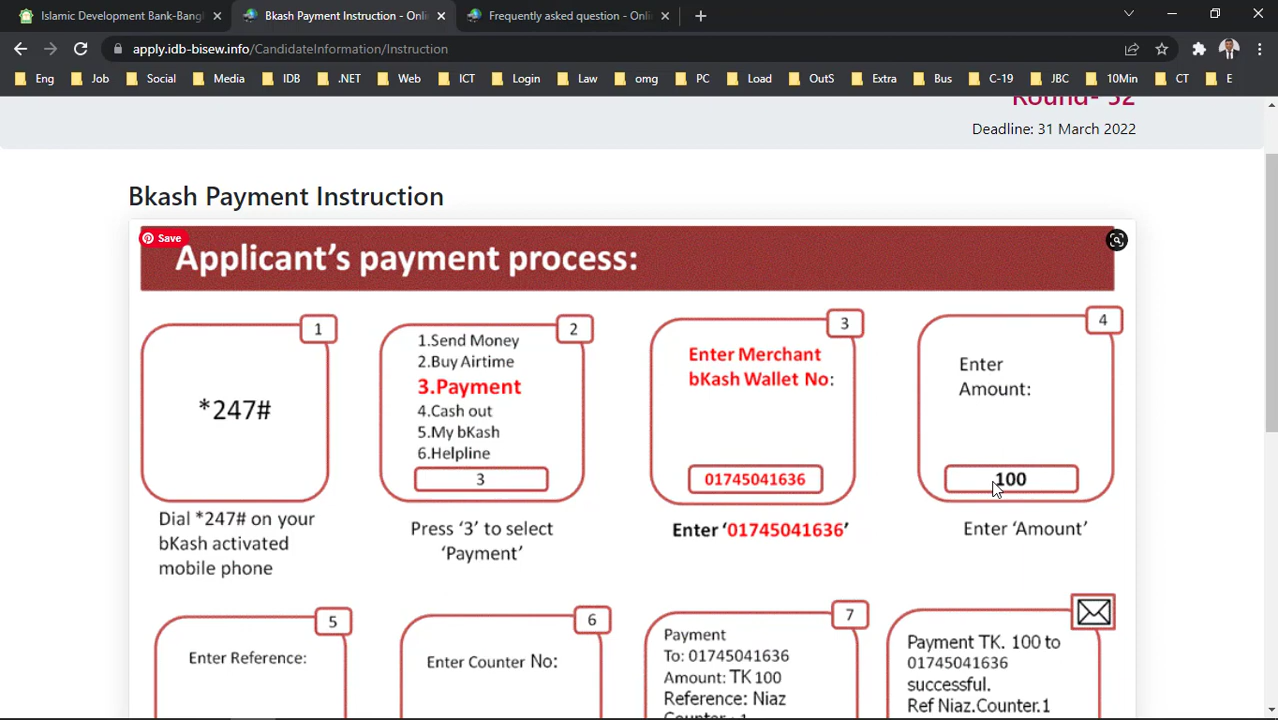 Islamic Development Bank-Bangl
Bkash Payment Instruction - Onli
Frequently asked question - Onli
apply.idb-bisew.info/CandidateInformation/Instruction
Eng
Job
Social
Media
IDB
.NET
Web
ICT
Login
Law
omg
PC
Load
OutS
Extra
Bus
C-19
JBC
10Min
CT
E
Round- 52
Deadline: 31 March 2022
Bkash Payment Instruction
Save
Applicant's payment process:
1
*247#
Dial *247# on your
bKash activated
mobile phone
2
1.Send Money
2.Buy Airtime
3.Payment
4.Cash out
5.My bKash
6.Helpline
3
Press '3' to select
'Payment'
3
Enter Merchant
bKash Wallet No:
01745041636
Enter '01745041636'
4
Enter
Amount:
100
Enter 'Amount'
5
Enter Reference:
6
Enter Counter No:
7
Payment
To: 01745041636
Amount: TK 100
Reference: Niaz
Counter : 1
Payment TK. 100 to
01745041636
successful.
Ref Niaz.Counter.1